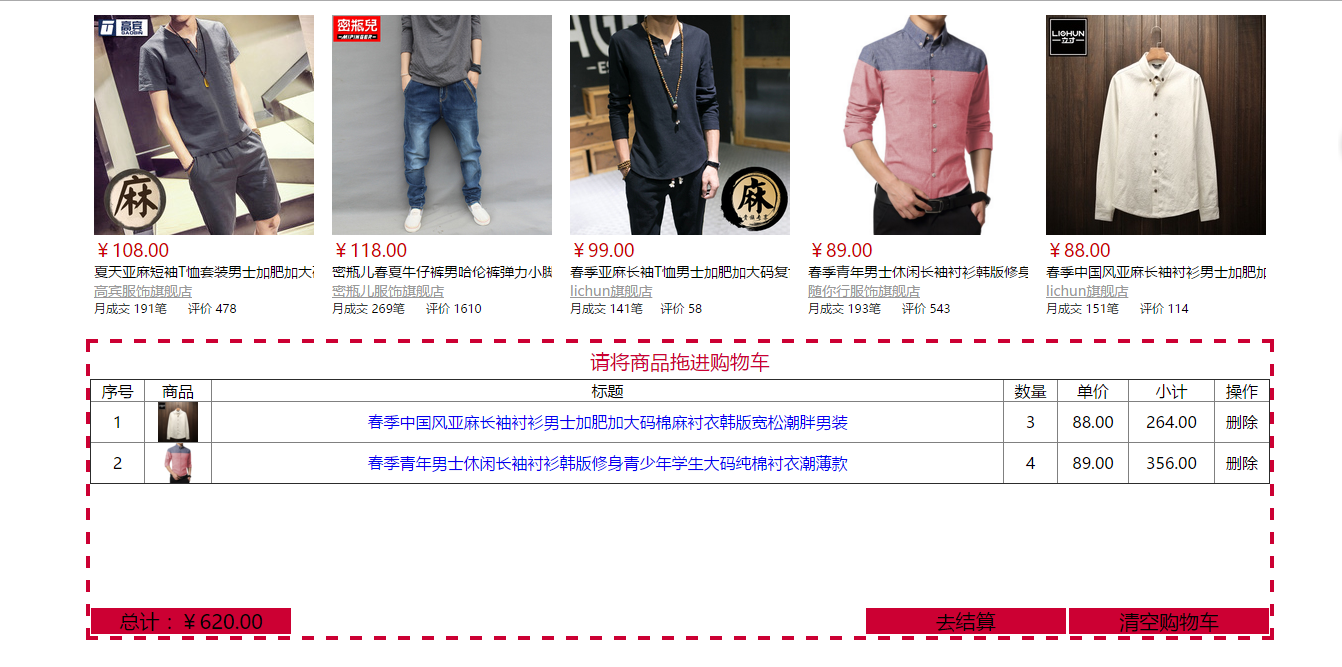 高宾
GAOBIN
麻
¥108.00
夏天亚麻短袖T恤套装男士加肥加大
高宾服饰旗舰店
月成交 191笔 评价 478
密瓶兒
MIPINGER
¥118.00
密瓶儿春夏牛仔裤男哈伦裤弹力小脚
密瓶儿服饰旗舰店
月成交 269笔 评价 1610
麻
¥99.00
春季亚麻长袖T恤男士加肥加大码复
lichun旗舰店
月成交 141笔 评价 58
¥89.00
春季青年男士休闲长袖衬衫韩版修身
随你行服饰旗舰店
月成交 193笔 评价 543
LICHUN
立寸
¥88.00
春季中国风亚麻长袖衬衫男士加肥加
lichun旗舰店
月成交 151笔 评价 114
请将商品拖进购物车
序号 商品 标题 数量 单价 小计 操作
1 春季中国风亚麻长袖衬衫男士加肥加大码棉麻衬衣韩版宽松潮胖男装 3 88.00 264.00 删除
2 春季青年男士休闲长袖衬衫韩版修身青少年学生大码纯棉衬衣潮薄款 4 89.00 356.00 删除
总计：¥620.00 去结算 清空购物车